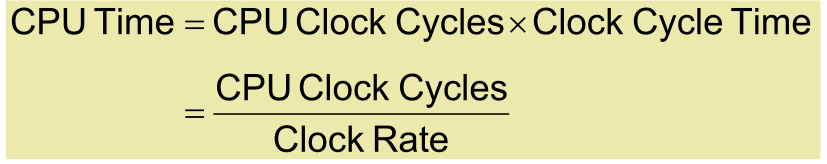 CPU Time = CPU Clock Cycles × Clock Cycle Time
= CPU Clock Cycles
Clock Rate